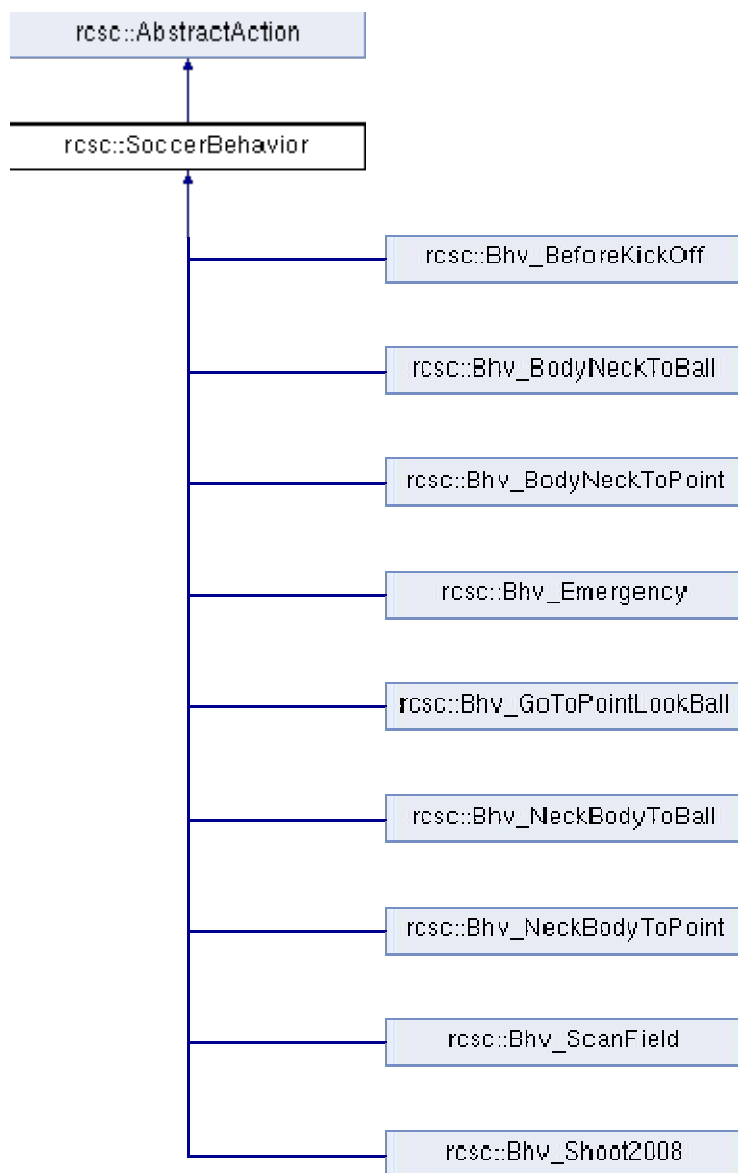 rcsc::AbstractAction
rcsc::SoccerBehavior
rcsc::Bhv_BeforeKickOff
rcsc::Bhv_BodyNeckToBall
rcsc::Bhv_BodyNeckToPoint
rcsc::Bhv_Emergency
rcsc::Bhv_GoToPointLookBall
rcsc::Bhv_NeckBodyToBall
rcsc::Bhv_NeckBodyToPoint
rcsc::Bhv_ScanField
rcsc::Bhv_Shoot2008